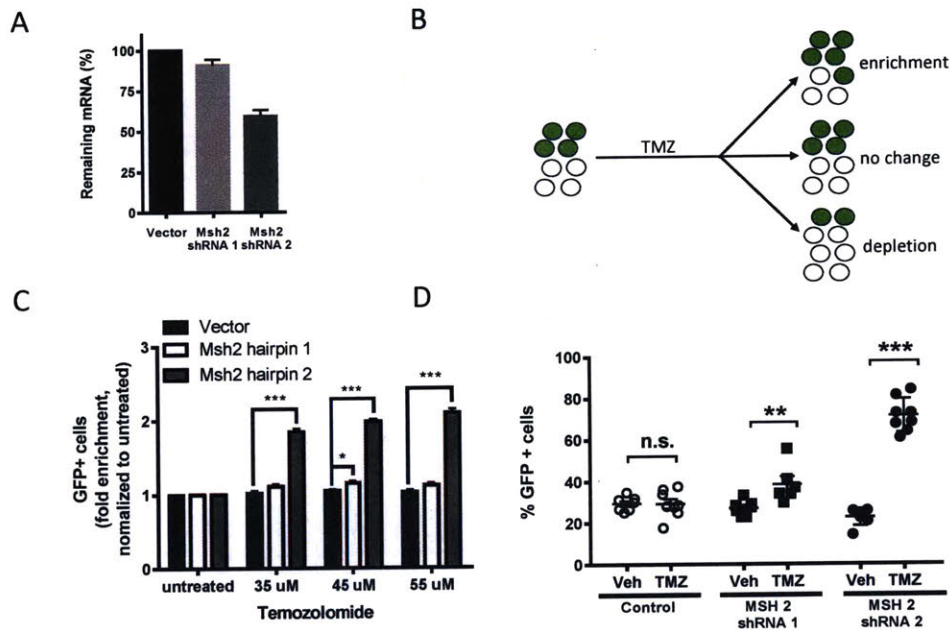 A
Remaining mRNA (%)
100
75
50
25
0
Vector
Msh2
shRNA 1
Msh2
shRNA 2
B
TMZ
enrichment
no change
depletion
C
Vector
Msh2 hairpin 1
Msh2 hairpin 2
GFP+ cells
(fold enrichment,
nomalized to untreated)
3
2
1
0
***
***
*
***
untreated
35 uM
45 uM
55 uM
Temozolomide
D
% GFP + cells
100
80
60
40
20
0
n.s.
**
***
Veh
TMZ
Veh
TMZ
Veh
TMZ
Control
MSH 2
shRNA 1
MSH 2
shRNA 2